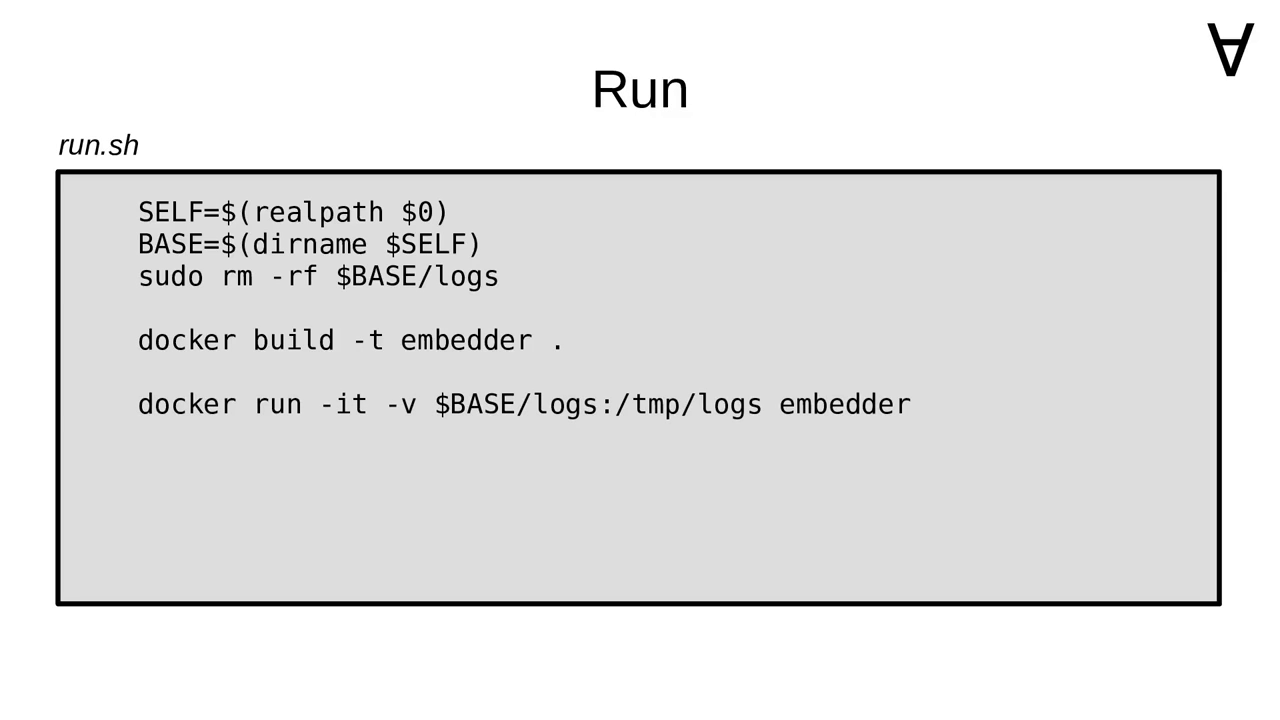 ∀
Run
run.sh
SELF=$(realpath $0)
BASE=$(dirname $SELF)
sudo rm -rf $BASE/logs
docker build -t embedder .
docker run -it -v $BASE/logs:/tmp/logs embedder